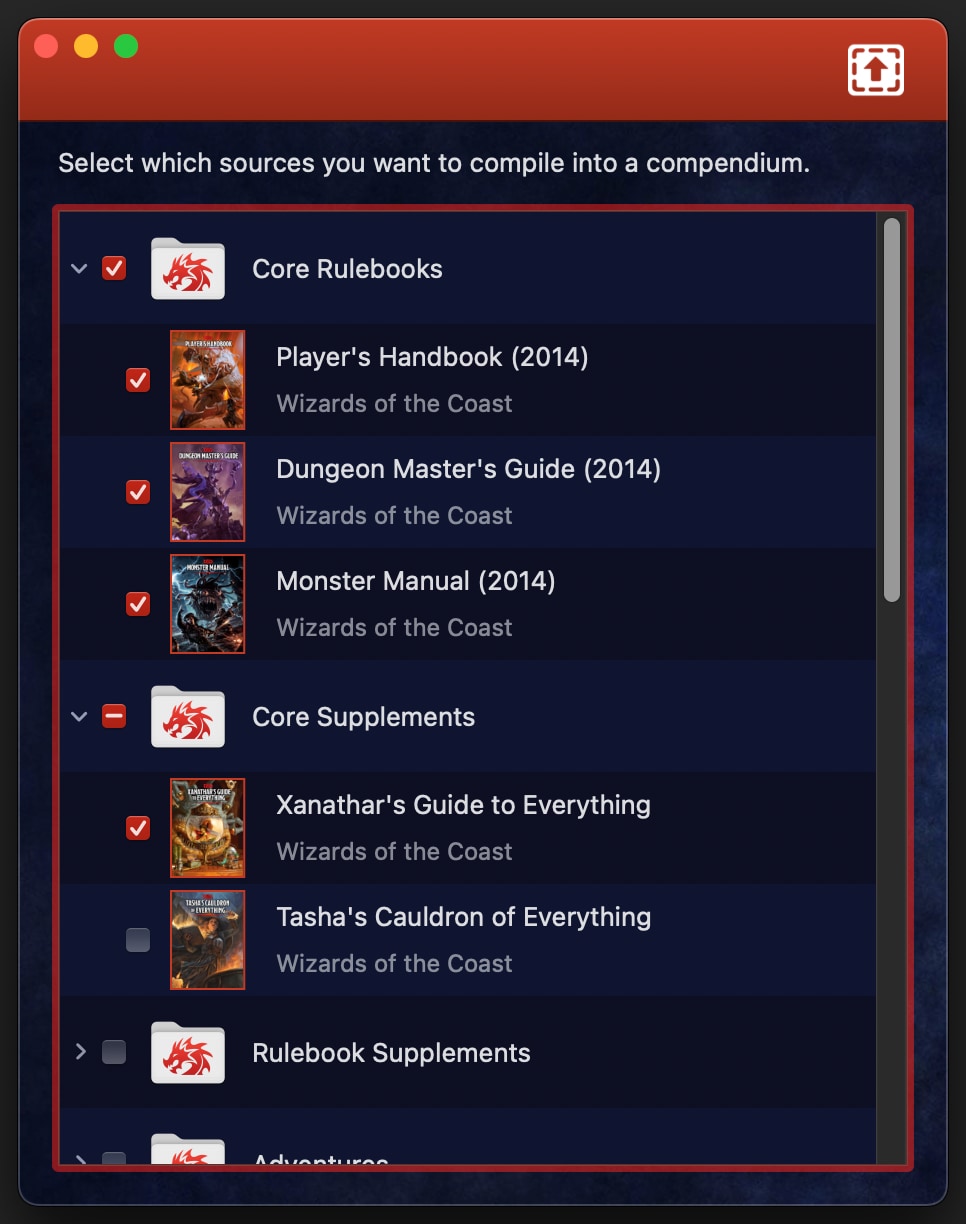 Select which sources you want to compile into a compendium.
Core Rulebooks
PLAYER'S HANDBOOK
Player's Handbook (2014)
Wizards of the Coast
DUNGEON MASTER'S GUIDE
Dungeon Master's Guide (2014)
Wizards of the Coast
MONSTER MANUAL
Monster Manual (2014)
Wizards of the Coast
Core Supplements
XANATHAR'S GUIDE
TO EVERYTHING
Xanathar's Guide to Everything
Wizards of the Coast
TASHA'S CAULDRON
OF EVERYTHING
Tasha's Cauldron of Everything
Wizards of the Coast
Rulebook Supplements
Adventures